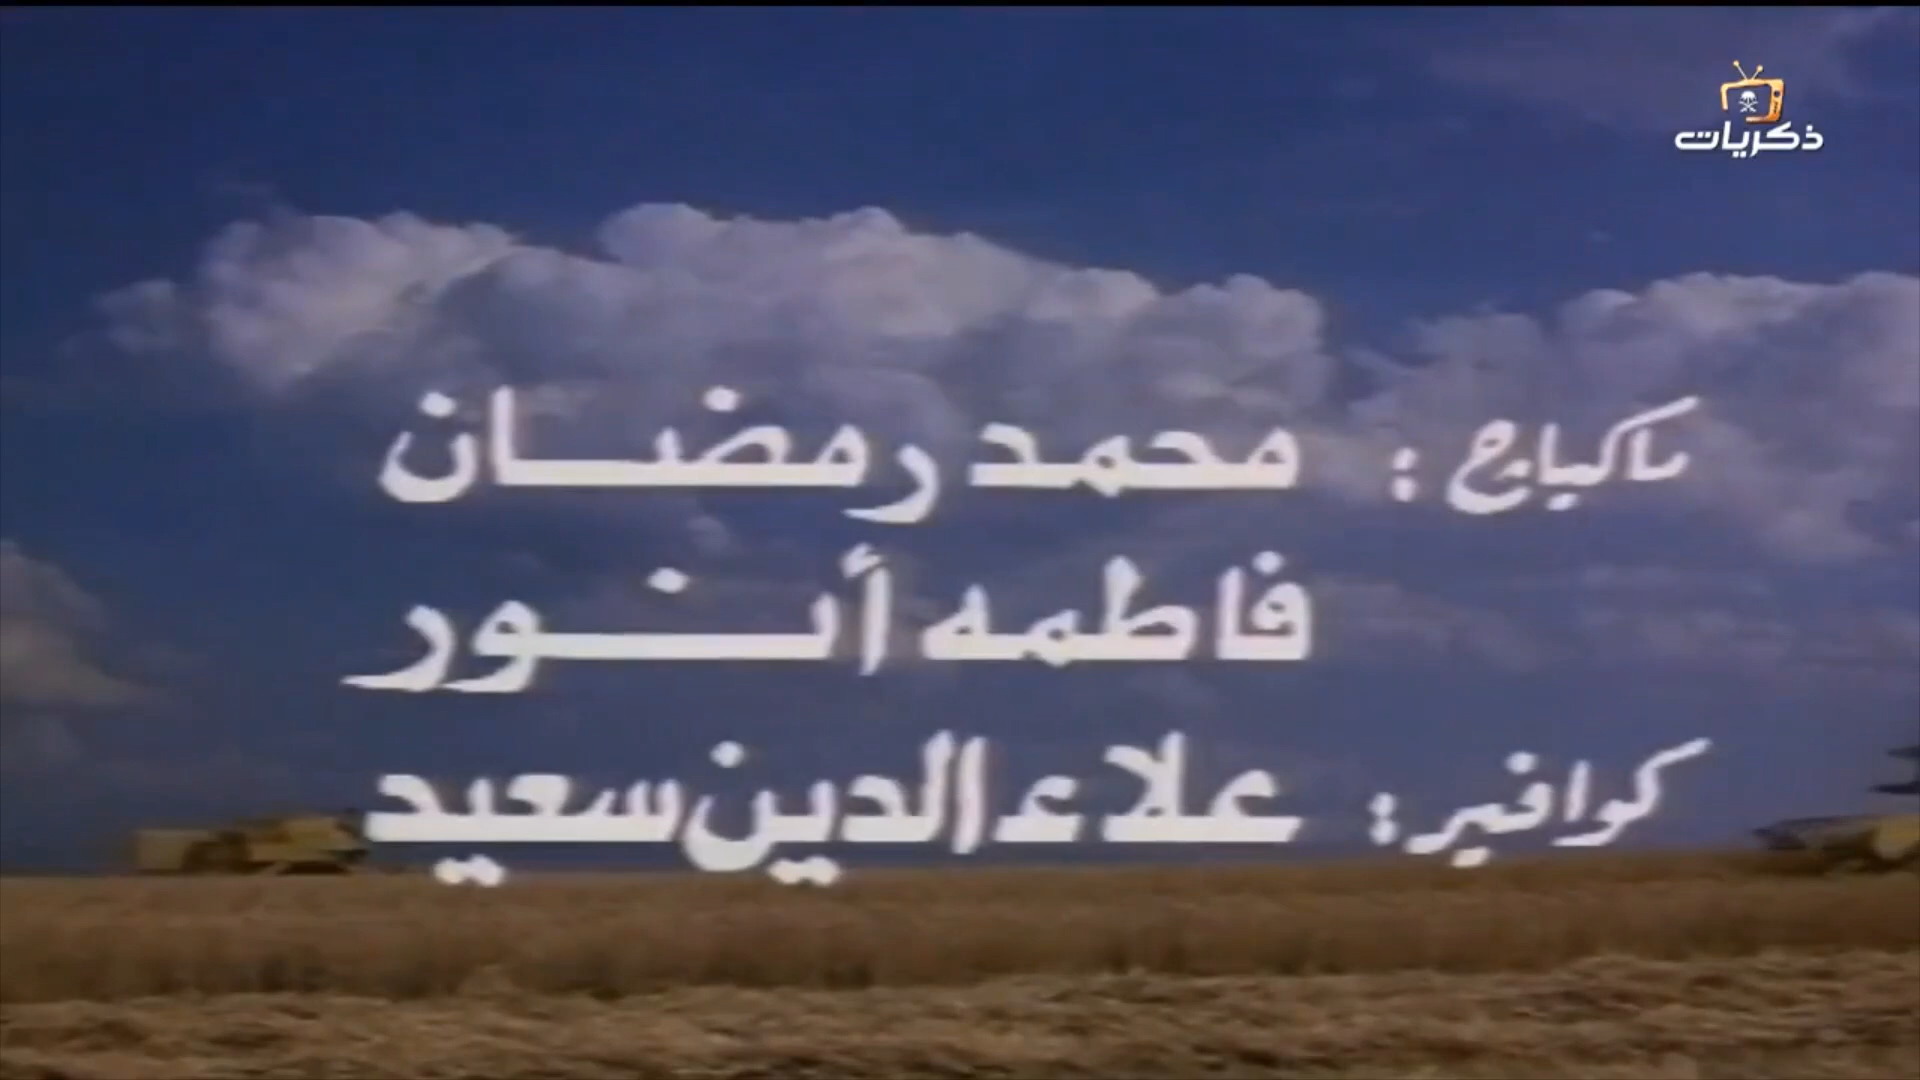 ذكريات
ماكياج : محمد رمضان
فاطمه أنور
كوافير : علاء الدين سعيد